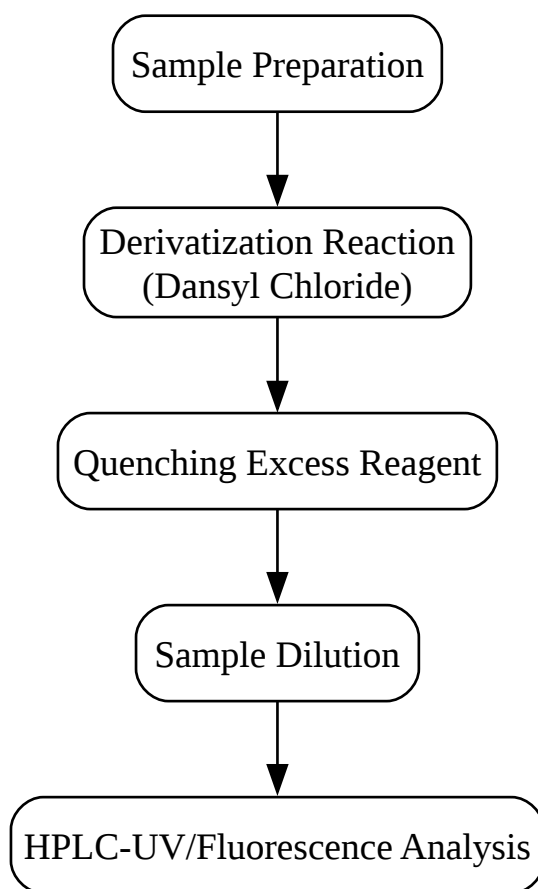 Sample Preparation
Derivatization Reaction
(Dansyl Chloride)
Quenching Excess Reagent
Sample Dilution
HPLC-UV/Fluorescence Analysis